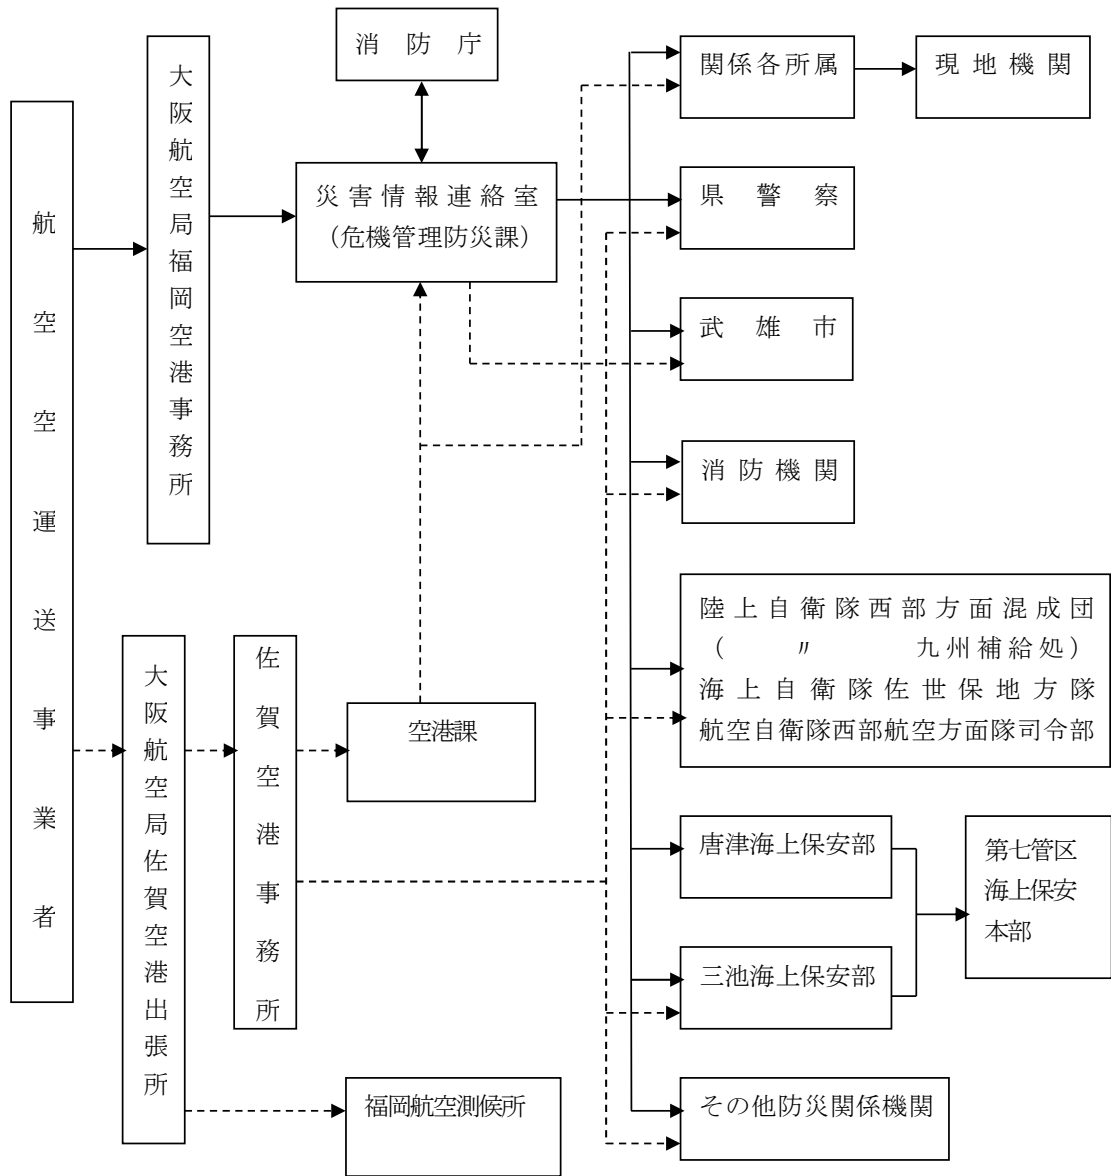 消防庁
関係各所属
現地機関
大阪航空局福岡空港事務所
航空運送事業者
災害情報連絡室
（危機管理防災課）
県警察
武雄市
消防機関
陸上自衛隊西部方面混成団
（　　〃　　　九州補給処）
海上自衛隊佐世保地方隊
航空自衛隊西部航空方面隊司令部
大阪航空局佐賀空港出張所
佐賀空港事務所
空港課
唐津海上保安部
第七管区
海上保安
本部
三池海上保安部
福岡航空測候所
その他防災関係機関